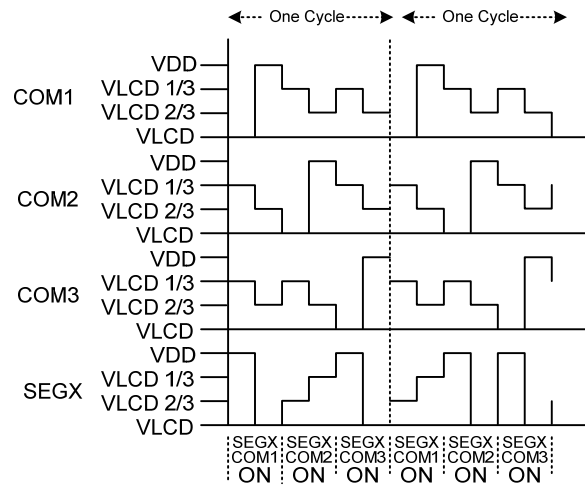 One Cycle
One Cycle
COM1
VDD
VLCD 1/3
VLCD 2/3
VLCD
COM2
VDD
VLCD 1/3
VLCD 2/3
VLCD
COM3
VDD
VLCD 1/3
VLCD 2/3
VLCD
SEGX
VDD
VLCD 1/3
VLCD 2/3
VLCD
SEGX SEGX SEGX SEGX SEGX SEGX
COM1 COM2 COM3 COM1 COM2 COM3
ON ON ON ON ON ON